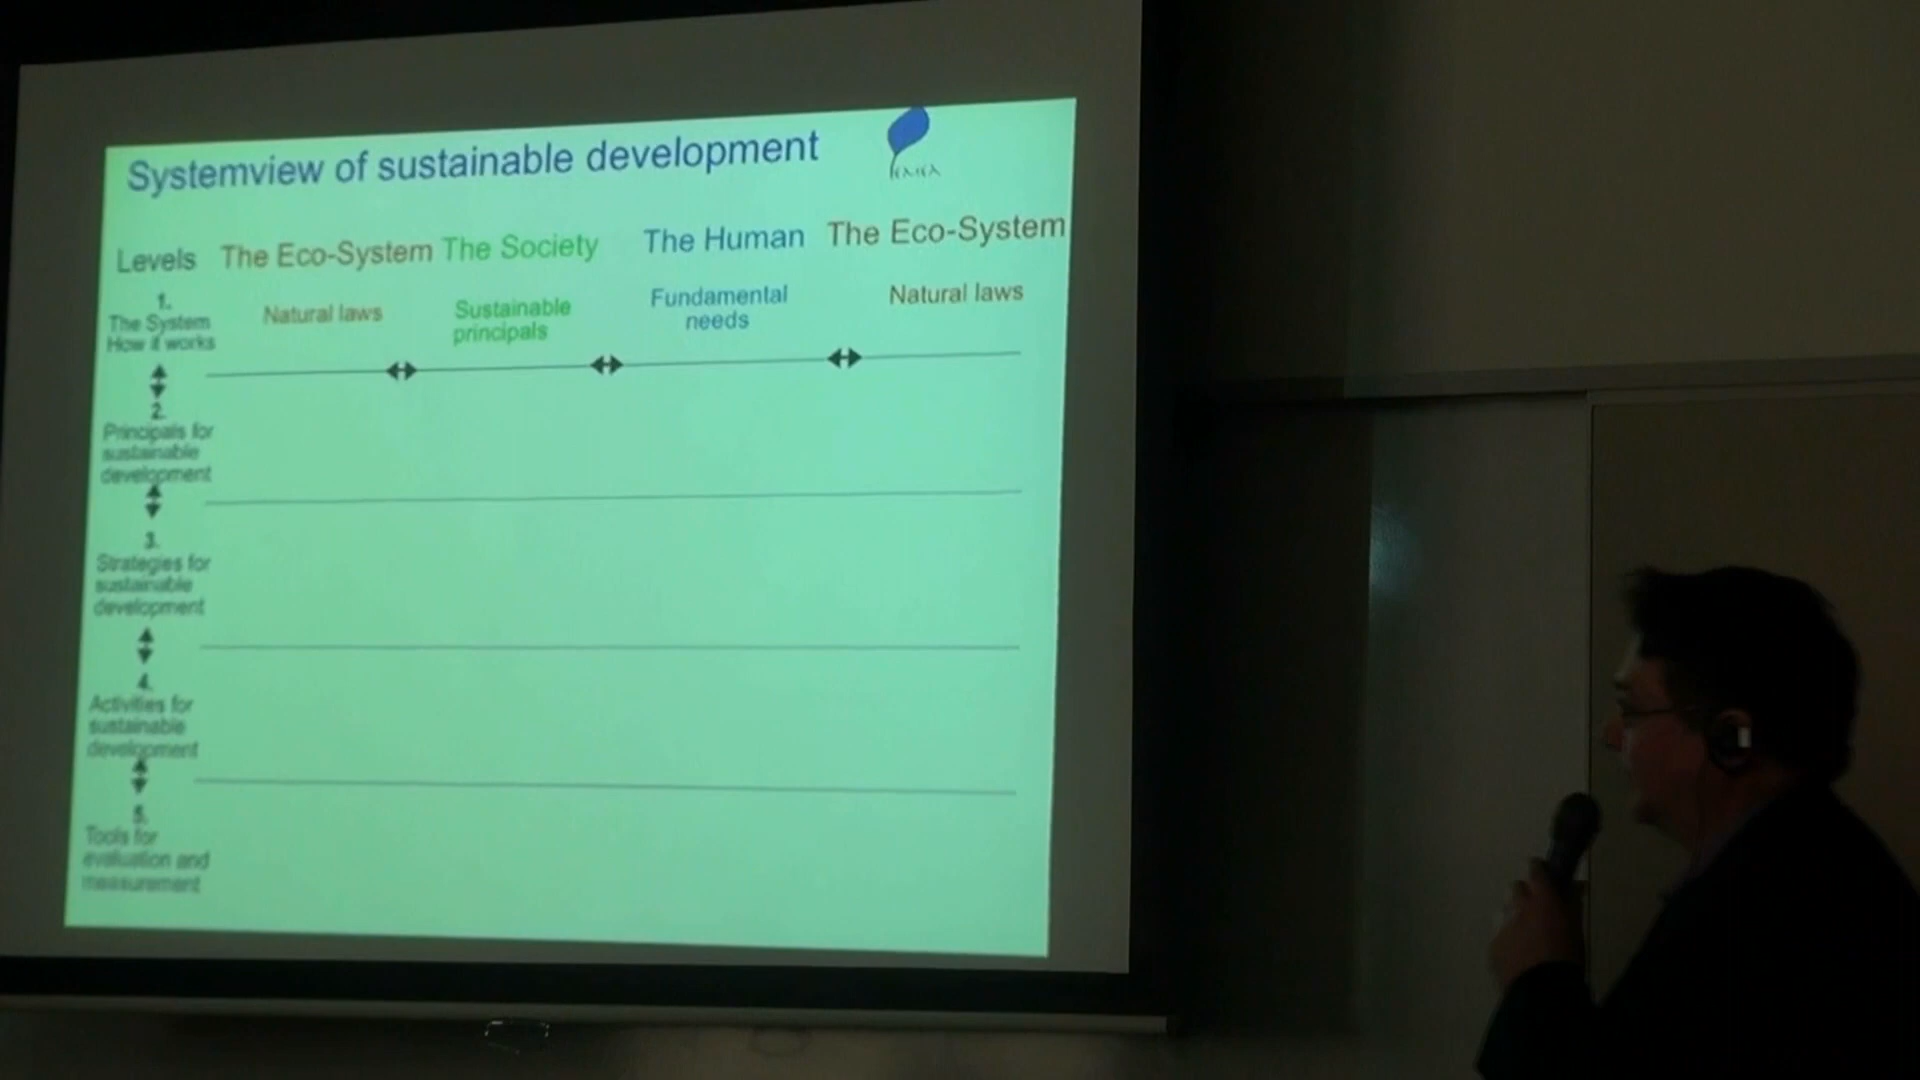 Systemview of sustainable development
Levels The Eco-System The Society The Human The Eco-System
1.
The System
How it works
Natural laws
Sustainable
principals
Fundamental
needs
Natural laws
2.
Principals for
sustainable
development
3.
Strategies for
sustainable
development
4.
Activities for
sustainable
development
5.
Tools for
evaluation and
measurement